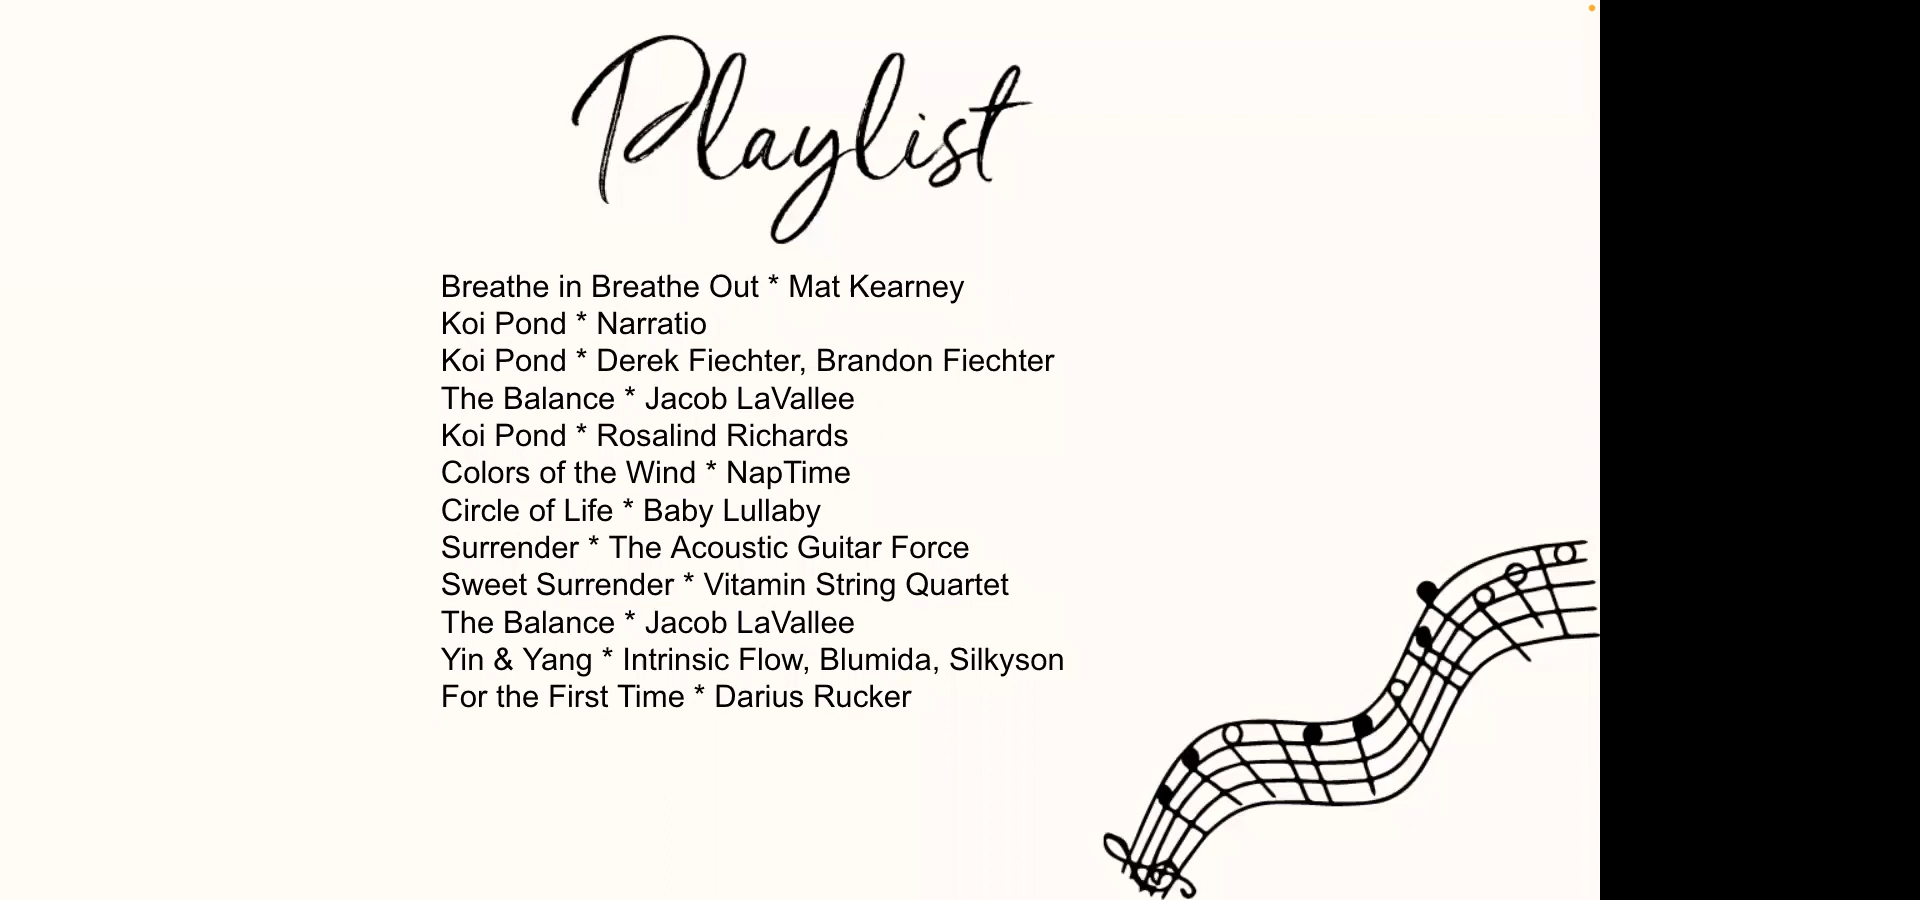 Playlist
Breathe in Breathe Out * Mat Kearney
Koi Pond * Narratio
Koi Pond * Derek Fiechter, Brandon Fiechter
The Balance * Jacob LaVallee
Koi Pond * Rosalind Richards
Colors of the Wind * NapTime
Circle of Life * Baby Lullaby
Surrender * The Acoustic Guitar Force
Sweet Surrender * Vitamin String Quartet
The Balance * Jacob LaVallee
Yin & Yang * Intrinsic Flow, Blumida, Silkyson
For the First Time * Darius Rucker